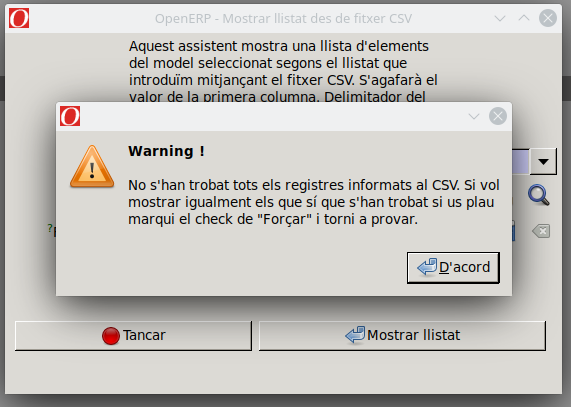 OpenERP - Mostrar llistat des de fitxer CSV
Aquest assistent mostra una llista d'elements
del model seleccionat segons el llistat que
introduïm mitjançant el fitxer CSV. S'agafarà el
valor de la primera columna. Delimitador del
Warning !
No s'han trobat tots els registres informats al CSV. Si vol
mostrar igualment els que sí que s'han trobat si us plau
marqui el check de "Forçar" i torni a provar.
D'acord
Tancar
Mostrar llistat